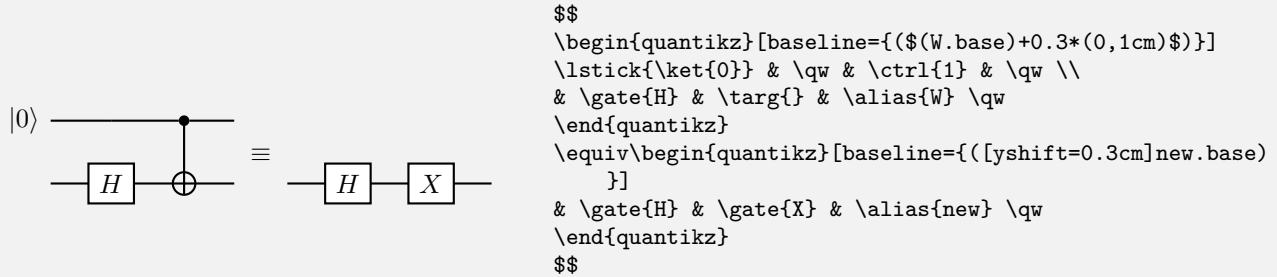 |0⟩
≡
H
H
X
$$
\begin{quantikz}[baseline={($(W.base)+0.3*(0,1cm)$)}]
\lstick{\ket{0}} & \qw & \ctrl{1} & \qw \\
& \gate{H} & \targ{} & \alias{W} \qw
\end{quantikz}
\equiv\begin{quantikz}[baseline={([yshift=0.3cm]new.base)
}]
& \gate{H} & \gate{X} & \alias{new} \qw
\end{quantikz}
$$